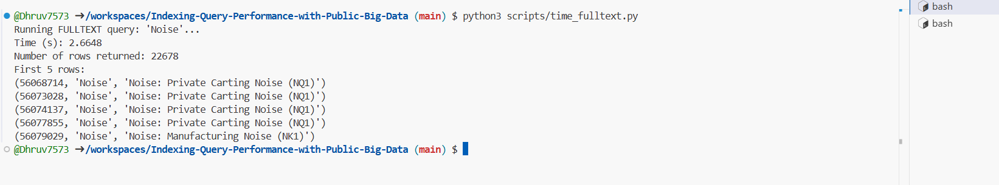 @Dhruv7573 ➜/workspaces/Indexing-Query-Performance-with-Public-Big-Data (main) $ python3 scripts/time_fulltext.py
Running FULLTEXT query: 'Noise'...
Time (s): 2.6648
Number of rows returned: 22678
First 5 rows:
(56068714, 'Noise', 'Noise: Private Carting Noise (NQ1)')
(56073028, 'Noise', 'Noise: Private Carting Noise (NQ1)')
(56074137, 'Noise', 'Noise: Private Carting Noise (NQ1)')
(56077855, 'Noise', 'Noise: Private Carting Noise (NQ1)')
(56079029, 'Noise', 'Noise: Manufacturing Noise (NK1)')
@Dhruv7573 ➜/workspaces/Indexing-Query-Performance-with-Public-Big-Data (main) $
bash
bash